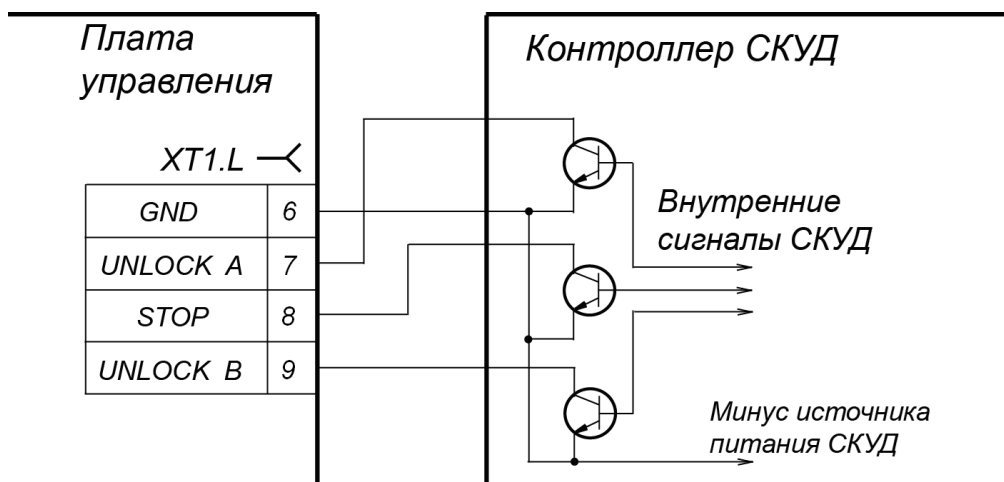 Плата
управления
Контроллер СКУД
XT1.L
GND 6
UNLOCK A 7
STOP 8
UNLOCK B 9
Внутренние
сигналы СКУД
Минус источника
питания СКУД